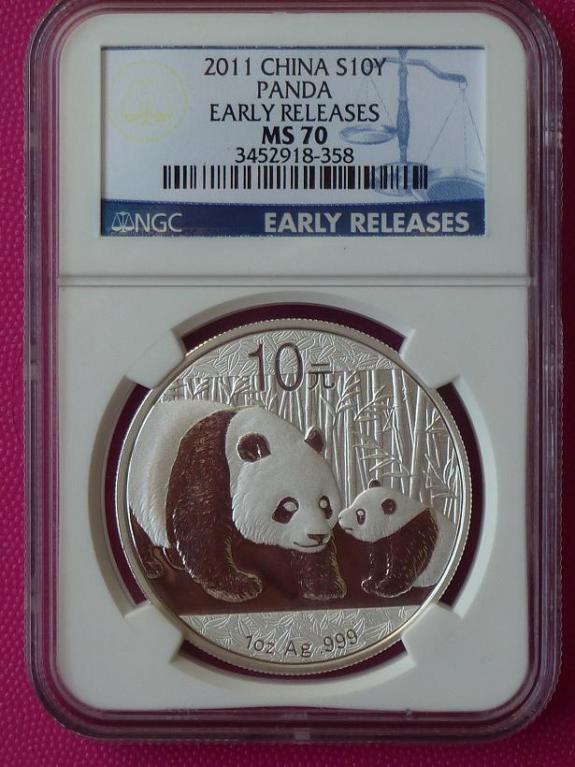 2011 CHINA S10Y
PANDA
EARLY RELEASES
MS 70
3452918-358
NGC
EARLY RELEASES
10元
1oz Ag .999